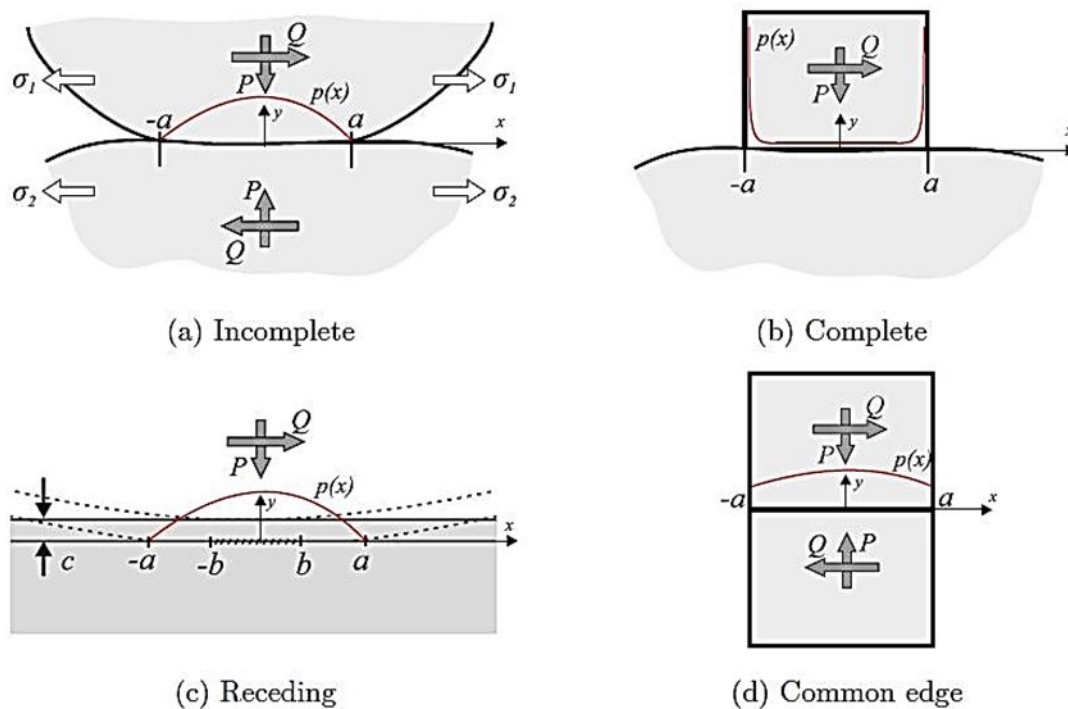 Q
P
p(x)
σ₁
σ₁
-a
a
y
x
σ₂
σ₂
P
Q
(a) Incomplete
p(x)
Q
P
y
x
-a
a
(b) Complete
Q
P
p(x)
y
x
c
-a
-b
b
a
(c) Receding
Q
P
p(x)
-a
y
a
x
Q
P
(d) Common edge